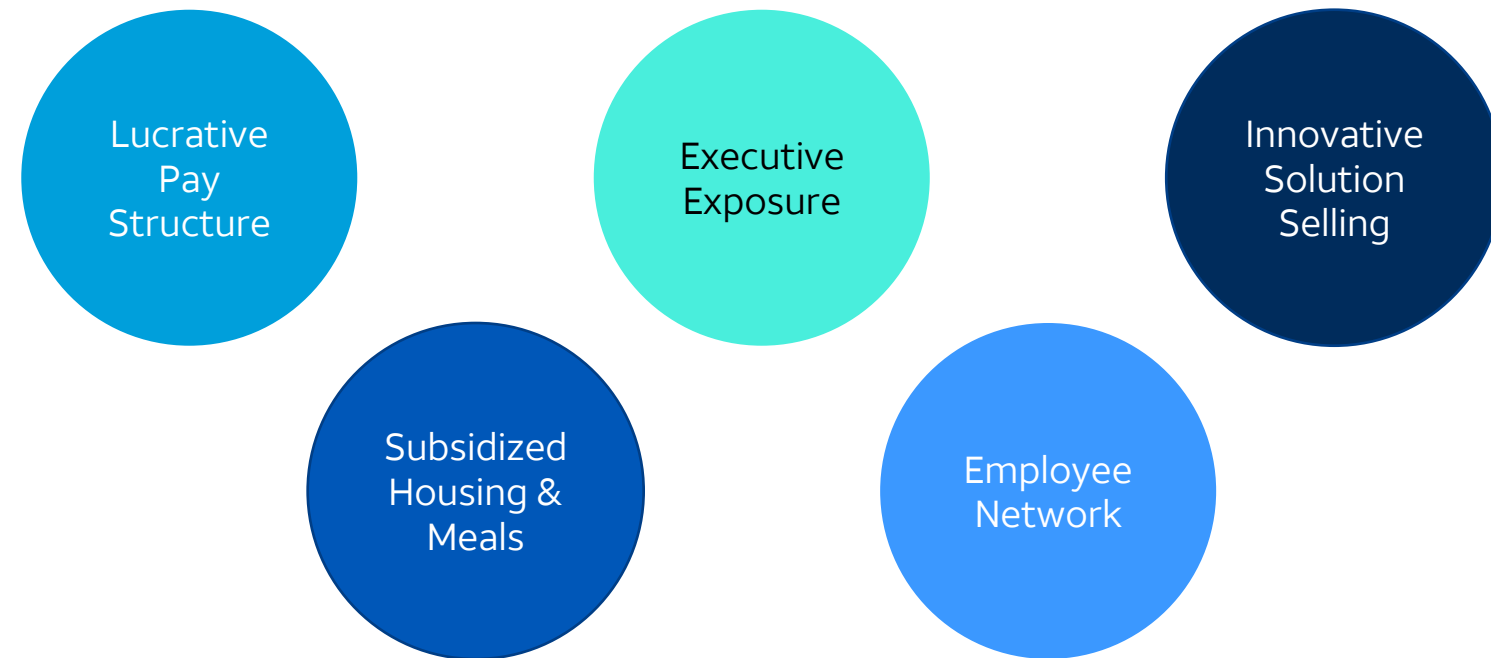 Lucrative
Pay
Structure
Executive
Exposure
Innovative
Solution
Selling
Subsidized
Housing &
Meals
Employee
Network